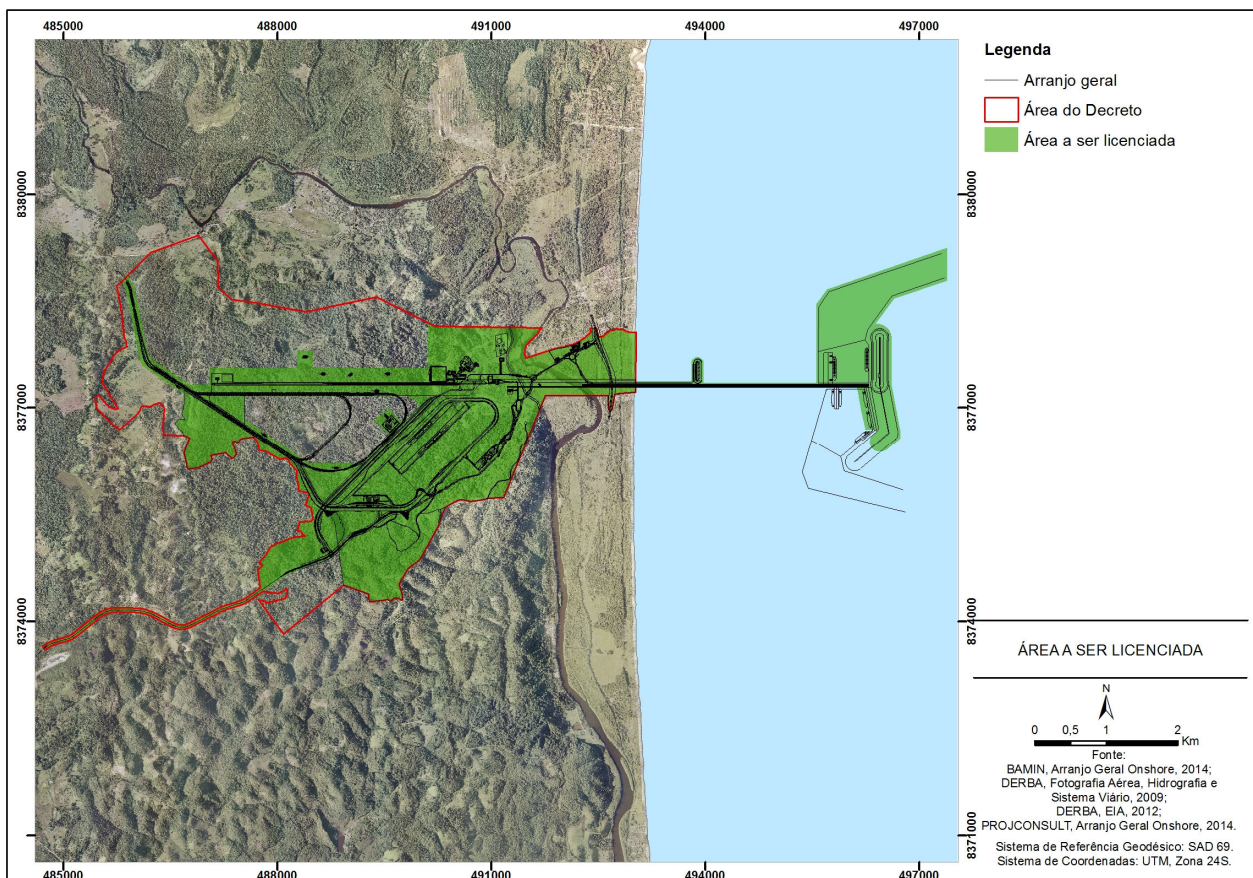 485000
488000
491000
494000
497000
8380000
8377000
8374000
8371000
8380000
8377000
8374000
8371000
485000
488000
491000
494000
497000
Legenda
Arranjo geral
Área do Decreto
Área a ser licenciada
ÁREA A SER LICENCIADA
N
0 0,5 1 2
Km
Fonte:
BAMIN, Arranjo Geral Onshore, 2014;
DERBA, Fotografia Aérea, Hidrografia e
Sistema Viário, 2009;
DERBA, EIA, 2012;
PROJCONSULT, Arranjo Geral Onshore, 2014.
Sistema de Referência Geodésico: SAD 69.
Sistema de Coordenadas: UTM, Zona 24S.